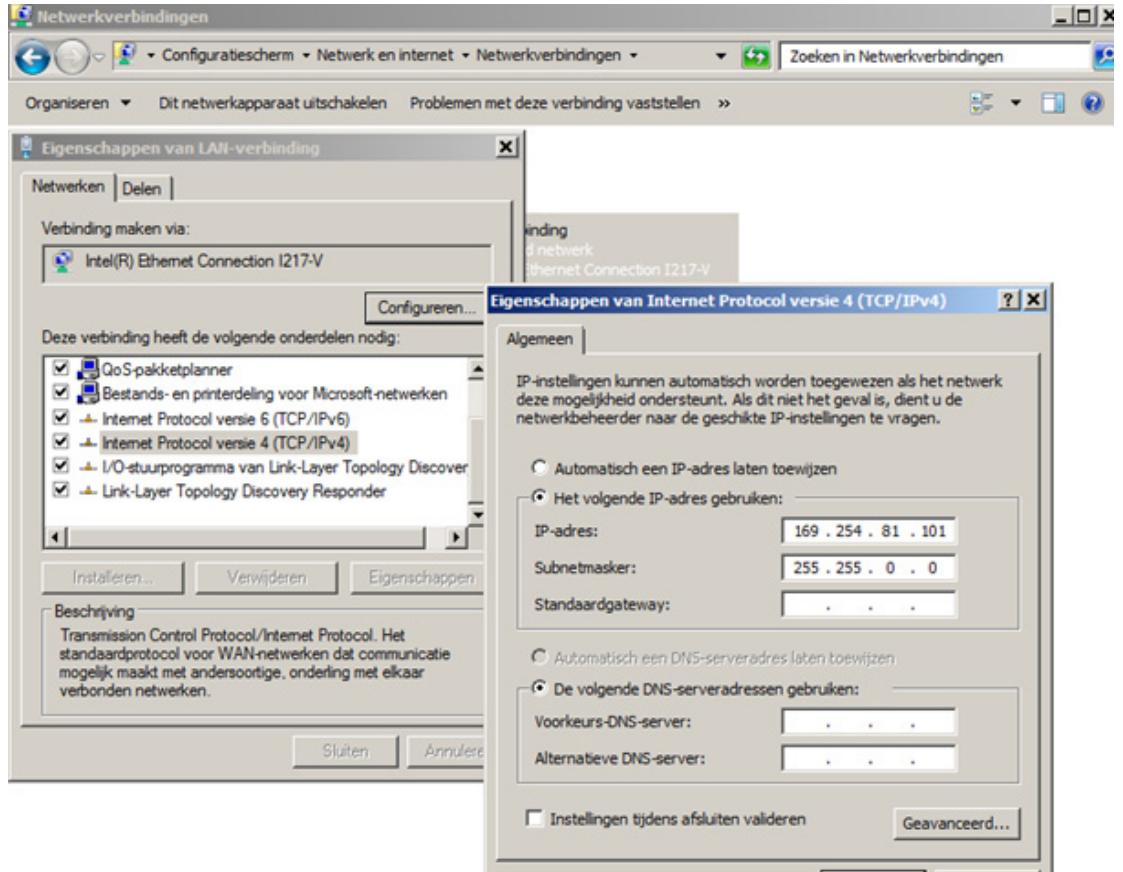 Netwerkverbindingen
Configuratiescherm Netwerk en internet Netwerkverbindingen Zoeken in Netwerkverbindingen
Organiseren Dit netwerkapparaat uitschakelen Problemen met deze verbinding vaststellen »
Eigenschappen van LAN-verbinding
Netwerken Delen
Verbinding maken via:
Intel(R) Ethernet Connection I217-V
Configureren...
Deze verbinding heeft de volgende onderdelen nodig:
QoS-pakketplanner
Bestands- en printerdeling voor Microsoft-netwerken
Internet Protocol versie 6 (TCP/IPv6)
Internet Protocol versie 4 (TCP/IPv4)
I/O-stuurprogramma van Link-Layer Topology Discover
Link-Layer Topology Discovery Responder
Installeren... Verwijderen Eigenschappen
Beschrijving
Transmission Control Protocol/Internet Protocol. Het
standaardprotocol voor WAN-netwerken dat communicatie
mogelijk maakt met andersoortige, onderling met elkaar
verbonden netwerken.
Sluiten Annulere
inding
d netwerk
Ethernet Connection I217-V
Eigenschappen van Internet Protocol versie 4 (TCP/IPv4)
Algemeen
IP-instellingen kunnen automatisch worden toegewezen als het netwerk
deze mogelijkheid ondersteunt. Als dit niet het geval is, dient u de
netwerkbeheerder naar de geschikte IP-instellingen te vragen.
Automatisch een IP-adres laten toewijzen
Het volgende IP-adres gebruiken:
IP-adres: 169 . 254 . 81 . 101
Subnetmasker: 255 . 255 . 0 . 0
Standaardgateway: . . .
Automatisch een DNS-serveradres laten toewijzen
De volgende DNS-serveradressen gebruiken:
Voorkeurs-DNS-server: . . .
Alternatieve DNS-server: . . .
Instellingen tijdens afsluiten valideren
Geavanceerd...